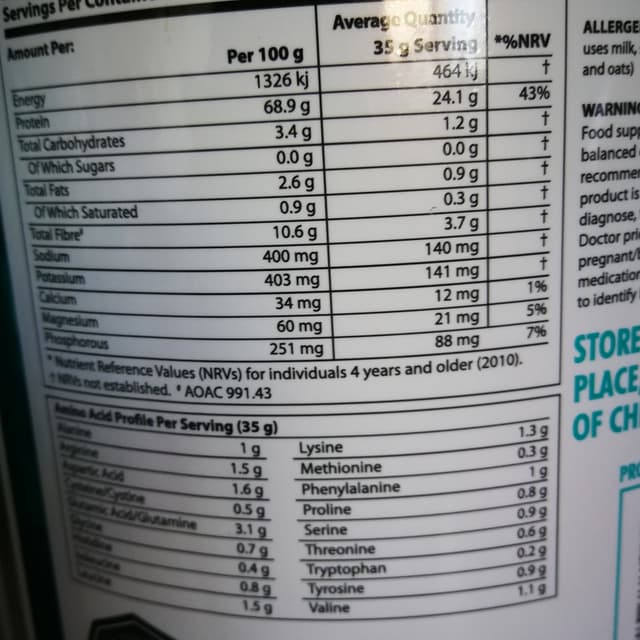 Servings Per
Average Quantity
Amount Per: Per 100 g 35 g Serving *%NRV
Energy 1326 kj 464 kj †
Protein 68.9 g 24.1 g 43%
Total Carbohydrates 3.4 g 1.2 g †
Of Which Sugars 0.0 g 0.0 g †
Total Fats 2.6 g 0.9 g †
Of Which Saturated 0.9 g 0.3 g †
Total Fibre 10.6 g 3.7 g †
Sodium 400 mg 140 mg †
Potassium 403 mg 141 mg †
Calcium 34 mg 12 mg 1%
Magnesium 60 mg 21 mg 5%
Phosphorous 251 mg 88 mg 7%
* Nutrient Reference Values (NRVs) for individuals 4 years and older (2010).
† NRVs not established. # AOAC 991.43
Amino Acid Profile Per Serving (35 g)
Alanine 1 g Lysine 1.3 g
Arginine 1.5 g Methionine 0.3 g
Aspartic Acid 1.6 g Phenylalanine 1 g
Cysteine/Cystine 0.5 g Proline 0.8 g
Glutamic Acid/Glutamine 3.1 g Serine 0.9 g
Glycine 0.7 g Threonine 0.6 g
Histidine 0.4 g Tryptophan 0.2 g
0.8 g Tyrosine 0.9 g
1.5 g Valine 1.1 g
ALLERGE
uses milk,
and oats)
WARNING
Food supp
balanced
recommen
product is
diagnose,
Doctor pri
pregnant/
medication
to identify
STORE
PLACE,
OF CH
PRO